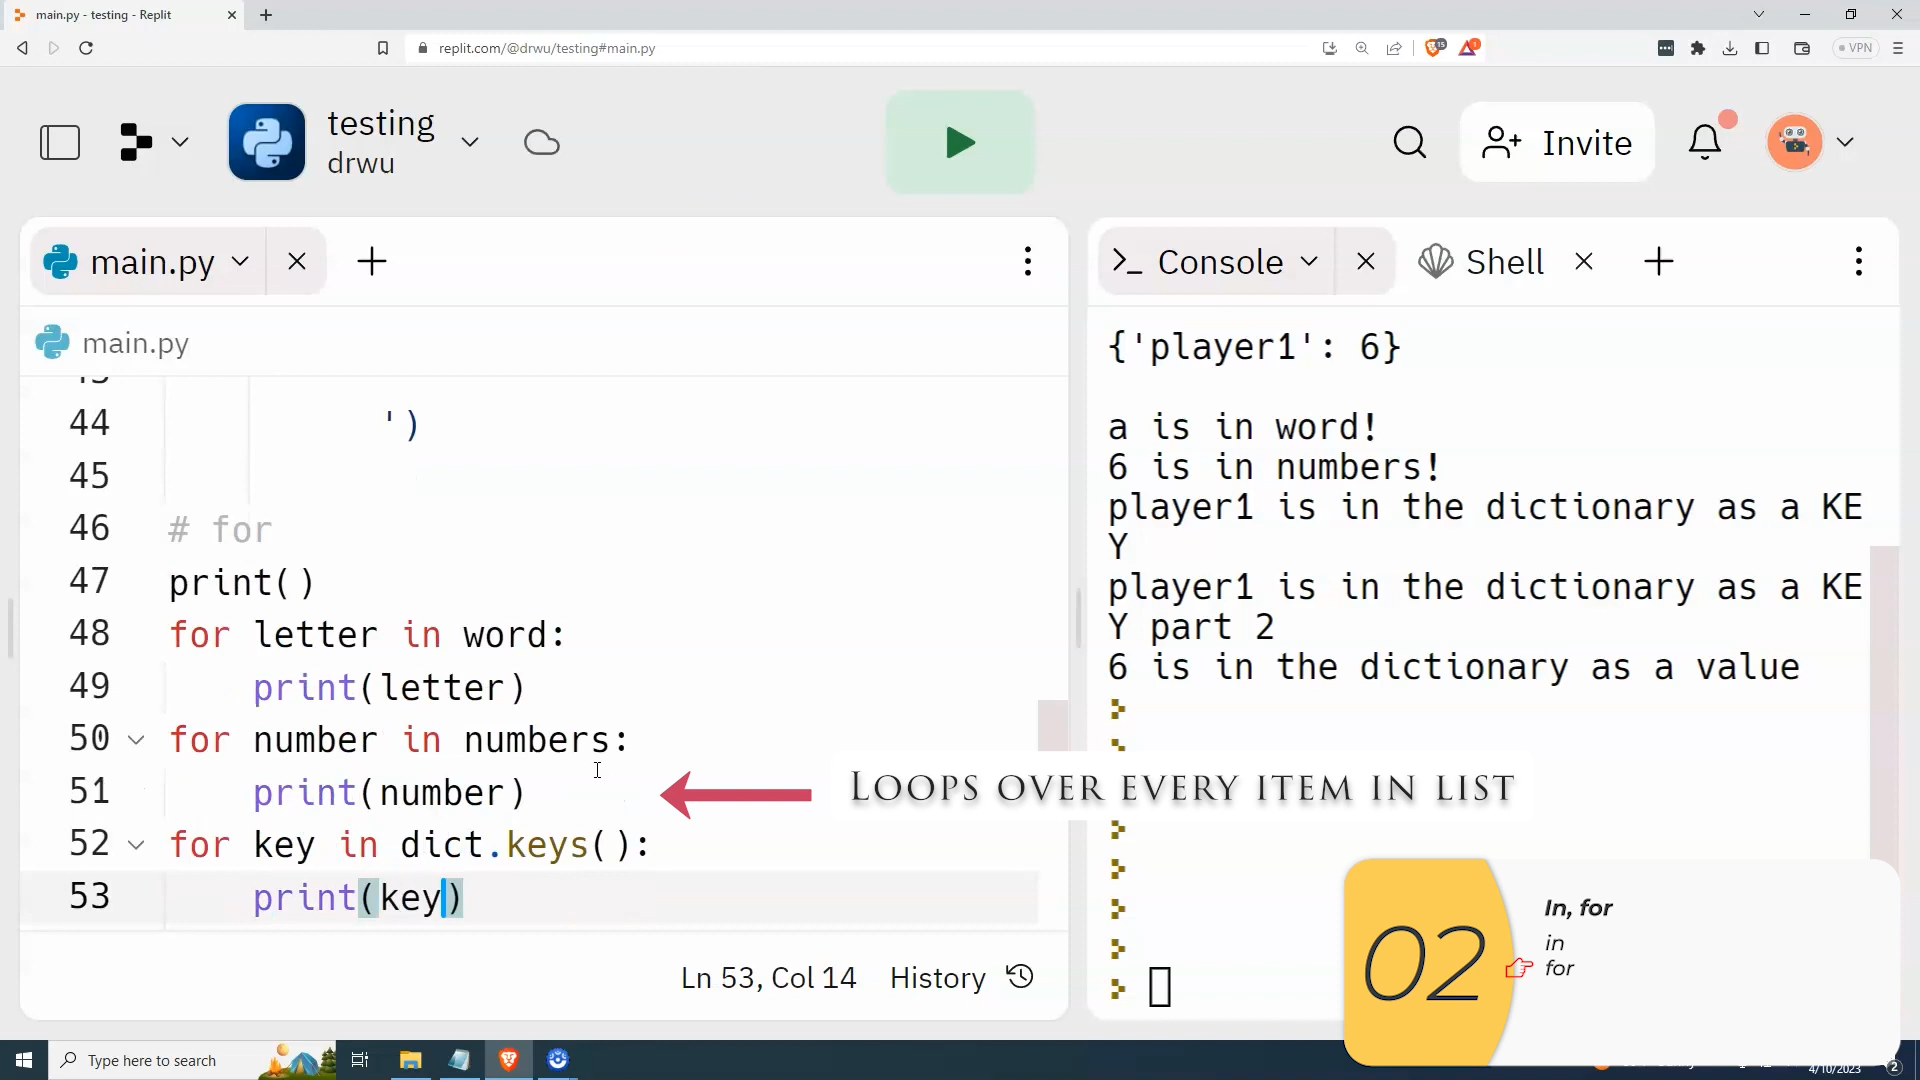 main.py - testing - Replit
replit.com/@drwu/testing#main.py
15
1
VPN
testing
drwu
Invite
main.py
Console
Shell
main.py
44 ')
45
46 # for
47 print()
48 for letter in word:
49 print(letter)
50 for number in numbers:
51 print(number)
52 for key in dict.keys():
53 print(key)
Ln 53, Col 14 History
{'player1': 6}
a is in word!
6 is in numbers!
player1 is in the dictionary as a KE
Y
player1 is in the dictionary as a KE
Y part 2
6 is in the dictionary as a value
Loops over every item in list
02
In, for
in
for
Type here to search
4/10/2023
2